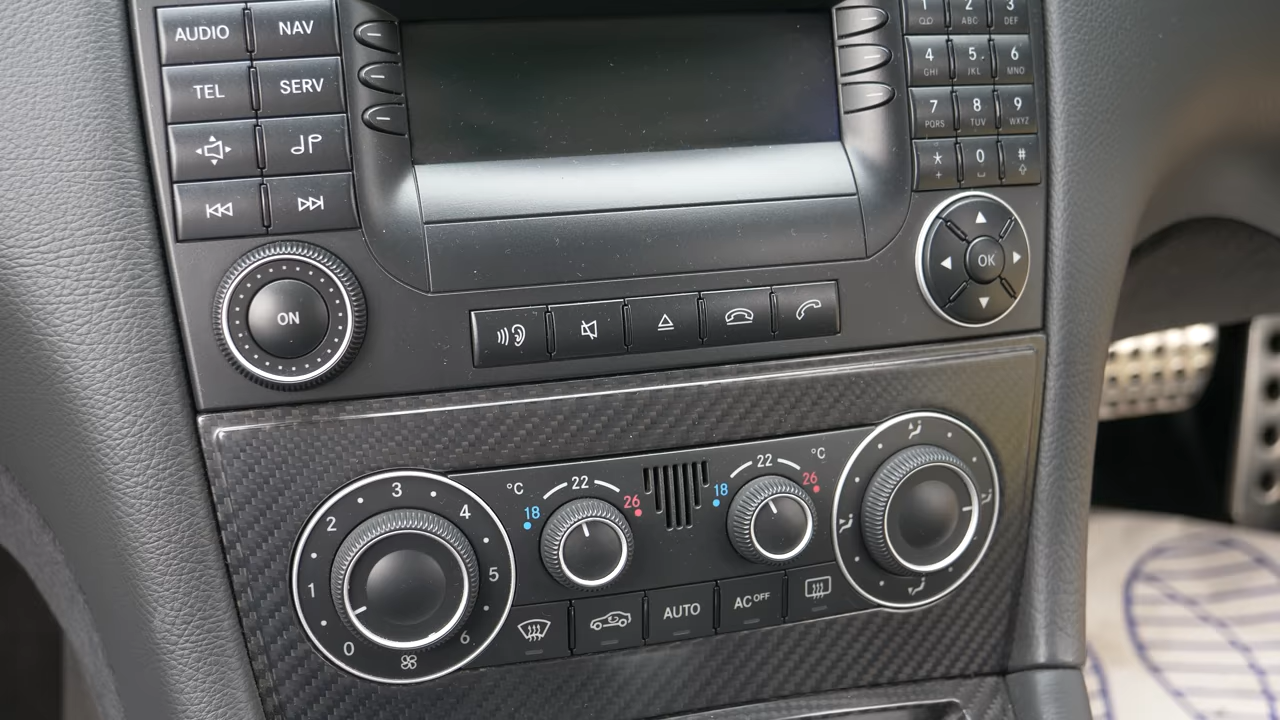 AUDIO NAV
TEL SERV
ON
1 2 3
ABC DEF
4 5 6
GHI JKL MNO
7 8 9
PQRS TUV WXYZ
* 0 #
+
OK
0 1 2 3 4 5 6
°C 18 22 26
18 22 26 °C
AUTO
AC OFF